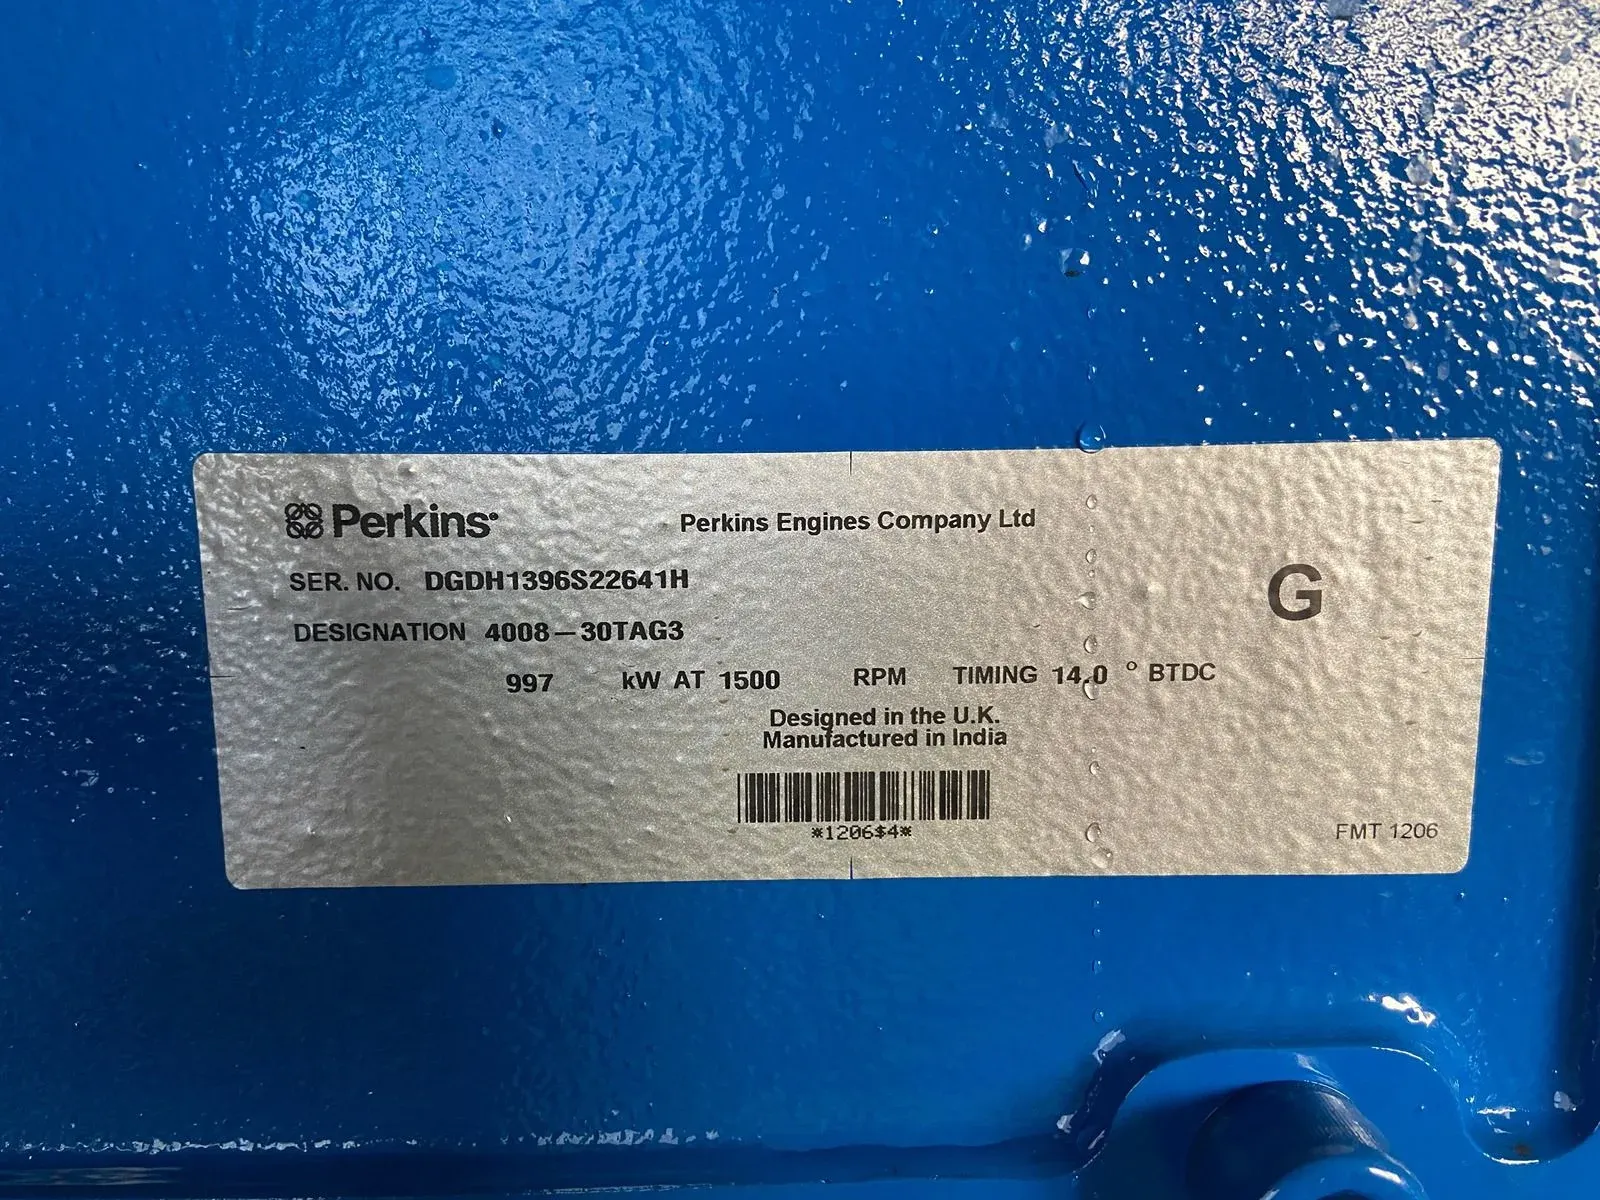 Perkins®
Perkins Engines Company Ltd
SER. NO. DGDH1396S22641H
G
DESIGNATION 4008-30TAG3
997 kW AT 1500 RPM TIMING 14.0 ° BTDC
Designed in the U.K.
Manufactured in India
*1206$4*
FMT 1206